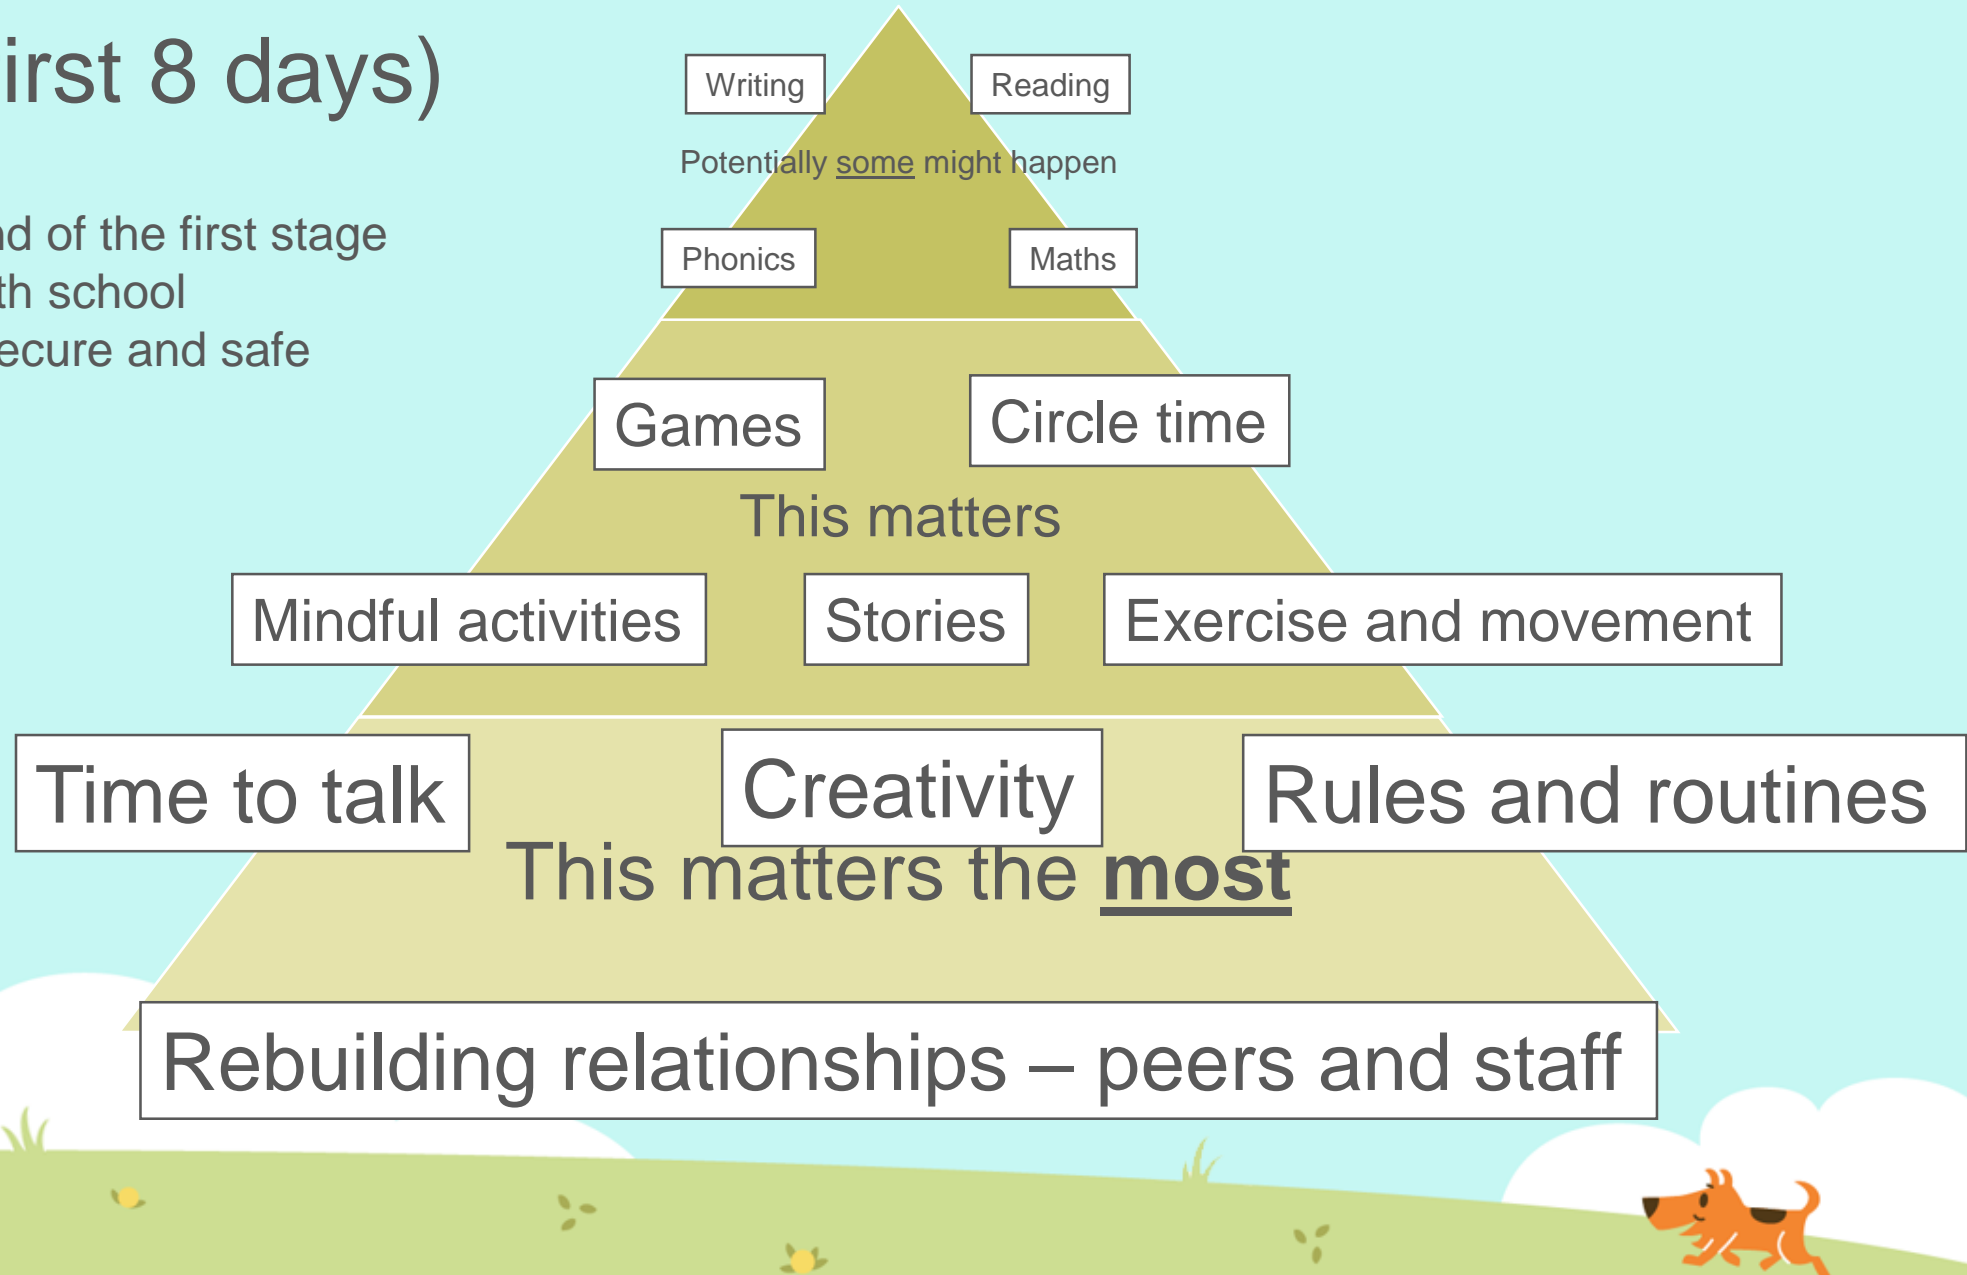 irst 8 days)
nd of the first stage
th school
ecure and safe
Writing
Reading
Potentially some might happen
Phonics
Maths
Games
Circle time
This matters
Mindful activities
Stories
Exercise and movement
Time to talk
Creativity
Rules and routines
This matters the most
Rebuilding relationships – peers and staff